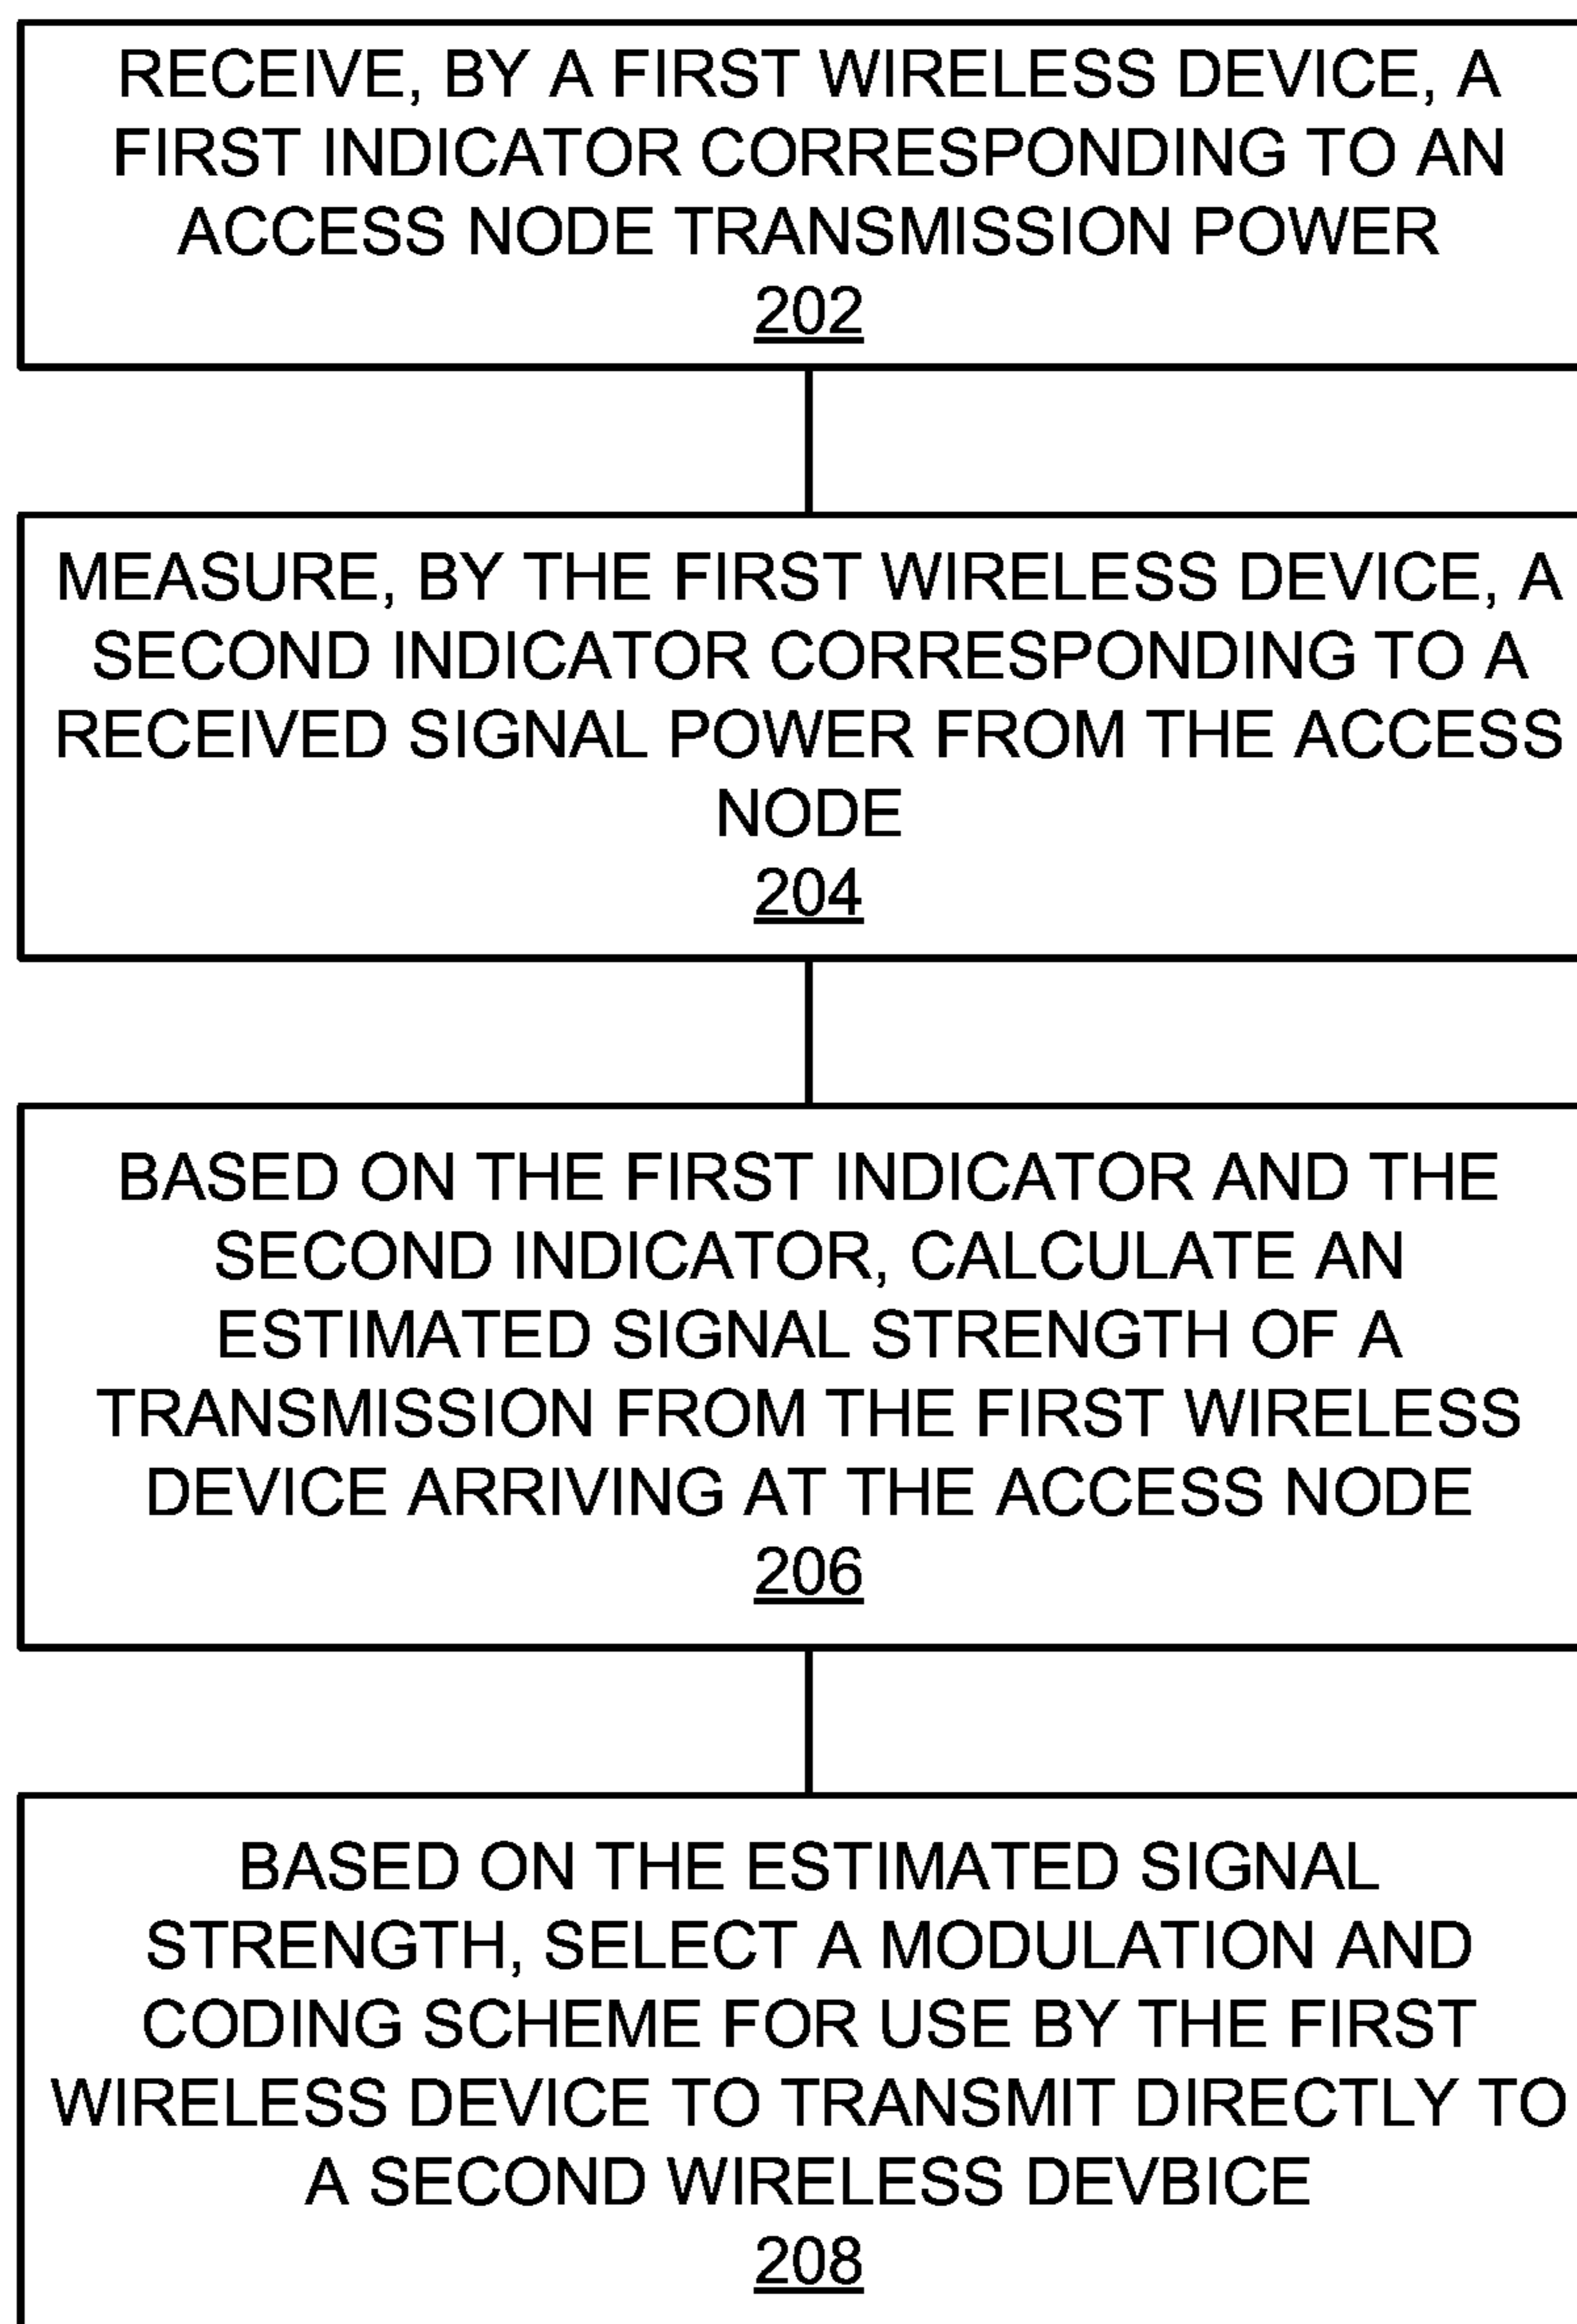 RECEIVE, BY A FIRST WIRELESS DEVICE, A
FIRST INDICATOR CORRESPONDING TO AN
ACCESS NODE TRANSMISSION POWER
202
MEASURE, BY THE FIRST WIRELESS DEVICE, A
SECOND INDICATOR CORRESPONDING TO A
RECEIVED SIGNAL POWER FROM THE ACCESS
NODE
204
BASED ON THE FIRST INDICATOR AND THE
SECOND INDICATOR, CALCULATE AN
ESTIMATED SIGNAL STRENGTH OF A
TRANSMISSION FROM THE FIRST WIRELESS
DEVICE ARRIVING AT THE ACCESS NODE
206
BASED ON THE ESTIMATED SIGNAL
STRENGTH, SELECT A MODULATION AND
CODING SCHEME FOR USE BY THE FIRST
WIRELESS DEVICE TO TRANSMIT DIRECTLY TO
A SECOND WIRELESS DEVBICE
208